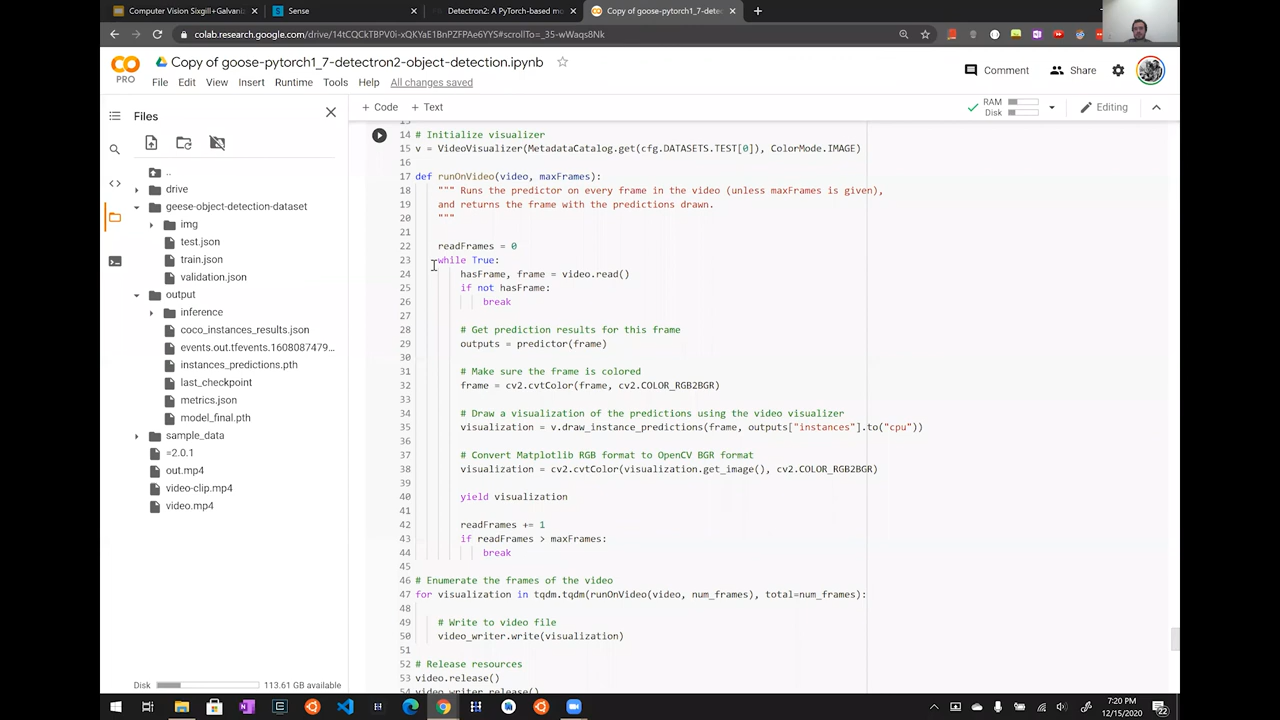 Computer Vision Sixgill+Galvani
Sense
Detectron2: A PyTorch-based mo
Copy of goose-pytorch1_7-dete
colab.research.google.com/drive/14tCQCkTBPV0i-xQKYaE1BnPZFPAe6YYS#scrollTo=_35-wWaqs8Nk
CO
PRO
Copy of goose-pytorch1_7-detectron2-object-detection.ipynb
File Edit View Insert Runtime Tools Help All changes saved
Comment
Share
Files
+ Code + Text
RAM
Disk
Editing
..
drive
geese-object-detection-dataset
img
test.json
train.json
validation.json
output
inference
coco_instances_results.json
events.out.tfevents.1608087479...
instances_predictions.pth
last_checkpoint
metrics.json
model_final.pth
sample_data
=2.0.1
out.mp4
video-clip.mp4
video.mp4
Disk 113.61 GB available
13
14 # Initialize visualizer
15 v = VideoVisualizer(MetadataCatalog.get(cfg.DATASETS.TEST[0]), ColorMode.IMAGE)
16
17 def runOnVideo(video, maxFrames):
18 """ Runs the predictor on every frame in the video (unless maxFrames is given),
19 and returns the frame with the predictions drawn.
20 """
21
22 readFrames = 0
23 while True:
24 hasFrame, frame = video.read()
25 if not hasFrame:
26 break
27
28 # Get prediction results for this frame
29 outputs = predictor(frame)
30
31 # Make sure the frame is colored
32 frame = cv2.cvtColor(frame, cv2.COLOR_RGB2BGR)
33
34 # Draw a visualization of the predictions using the video visualizer
35 visualization = v.draw_instance_predictions(frame, outputs["instances"].to("cpu"))
36
37 # Convert Matplotlib RGB format to OpenCV BGR format
38 visualization = cv2.cvtColor(visualization.get_image(), cv2.COLOR_RGB2BGR)
39
40 yield visualization
41
42 readFrames += 1
43 if readFrames > maxFrames:
44 break
45
46 # Enumerate the frames of the video
47 for visualization in tqdm.tqdm(runOnVideo(video, num_frames), total=num_frames):
48
49 # Write to video file
50 video_writer.write(visualization)
51
52 # Release resources
53 video.release()
54 video_writer.release()
7:20 PM
12/15/2020
22